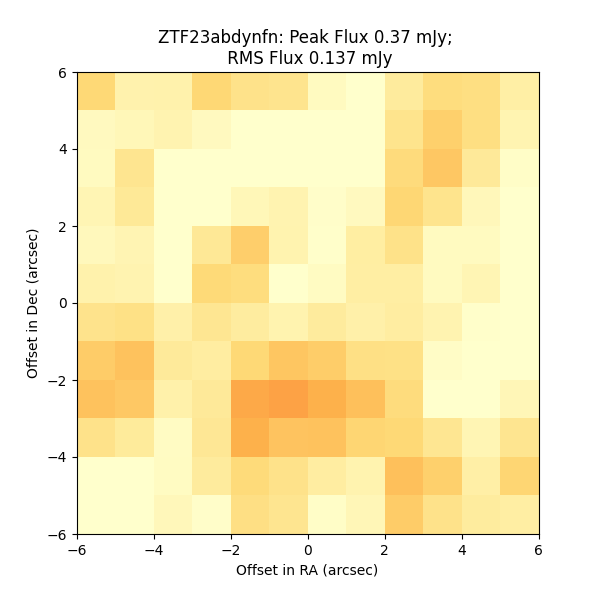 ZTF23abdynfn: Peak Flux 0.37 mJy;
RMS Flux 0.137 mJy
6
4
2
0
−2
−4
−6
Offset in Dec (arcsec)
−6 −4 −2 0 2 4 6
Offset in RA (arcsec)